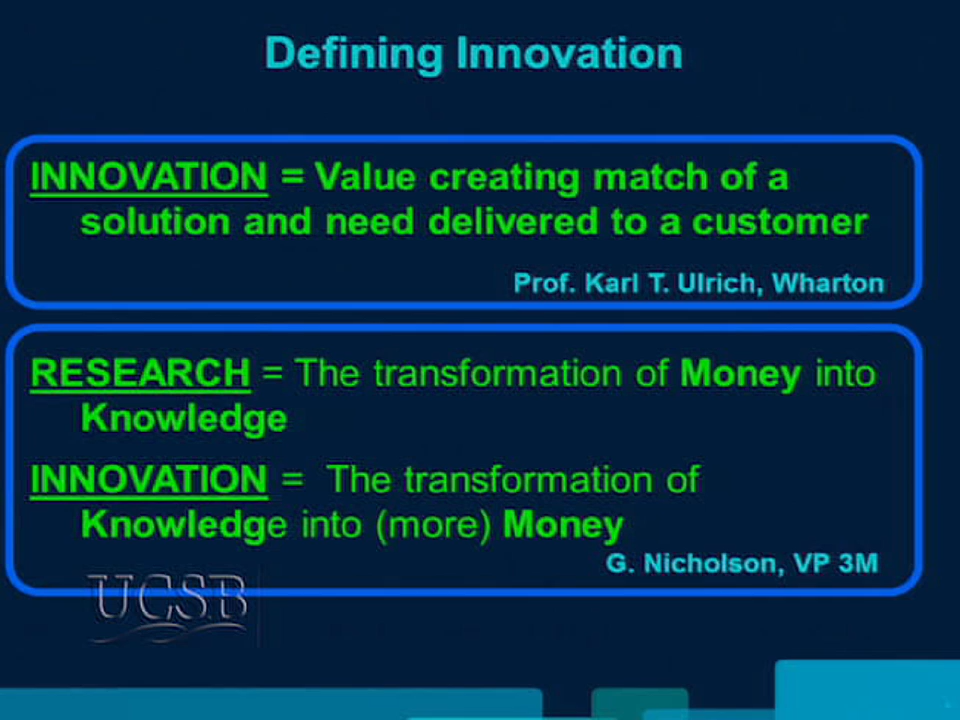 Defining Innovation
INNOVATION = Value creating match of a
solution and need delivered to a customer
Prof. Karl T. Ulrich, Wharton
RESEARCH = The transformation of Money into
Knowledge
INNOVATION = The transformation of
Knowledge into (more) Money
G. Nicholson, VP 3M
UCSB